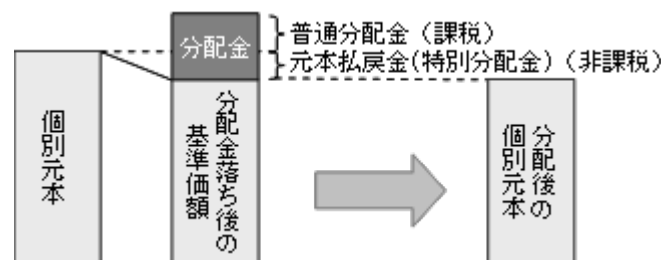 分配金
普通分配金（課税）
元本払戻金(特別分配金)（非課税）
個別元本
分配金落ち後の
基準価額
分配後の
個別元本